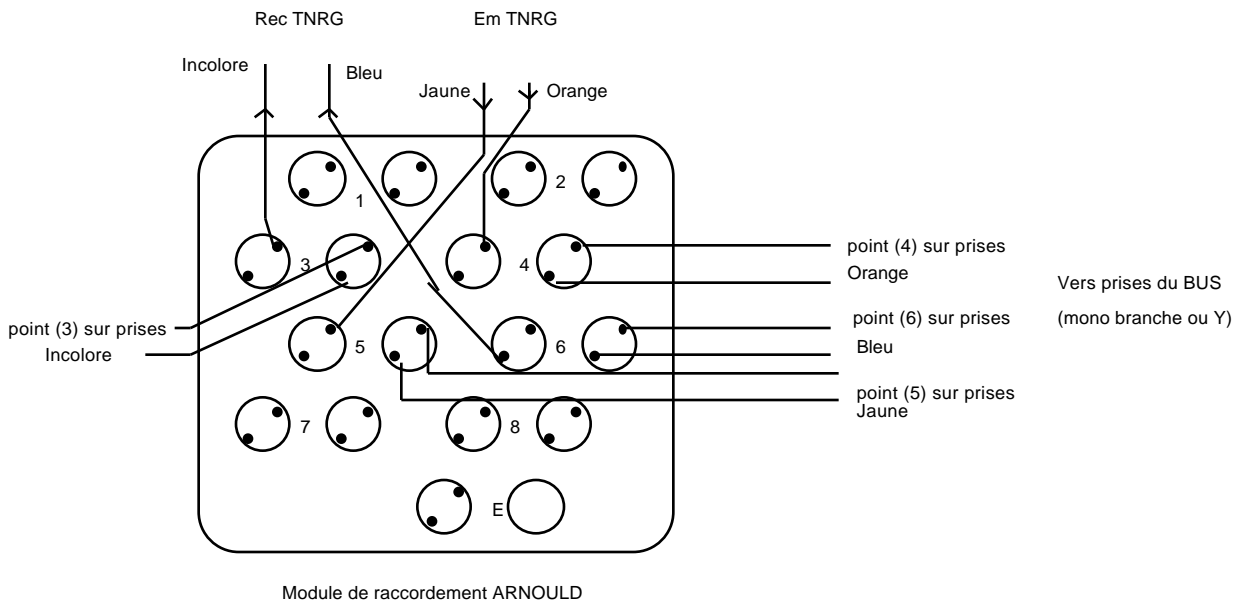 Rec TNRG
Em TNRG
Incolore
Bleu
Jaune
Orange
1
2
3
4
point (4) sur prises
Orange
Vers prises du BUS
point (3) sur prises
5
6
point (6) sur prises
(mono branche ou Y)
Incolore
Bleu
point (5) sur prises
Jaune
7
8
E
Module de raccordement ARNOULD